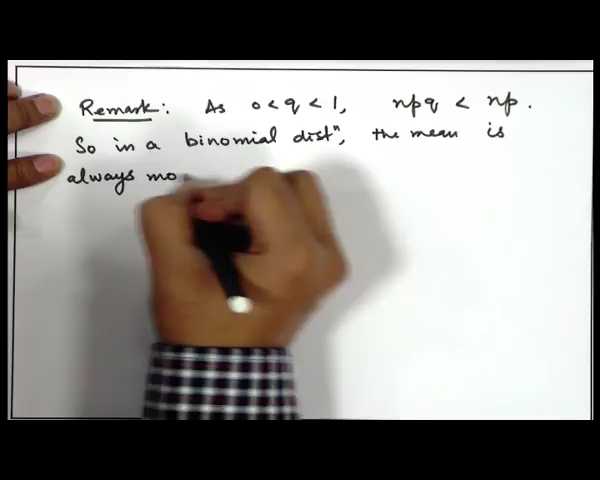 Remark: As 0 < q < 1, npq < np.
So in a binomial distⁿ, the mean is
always mo